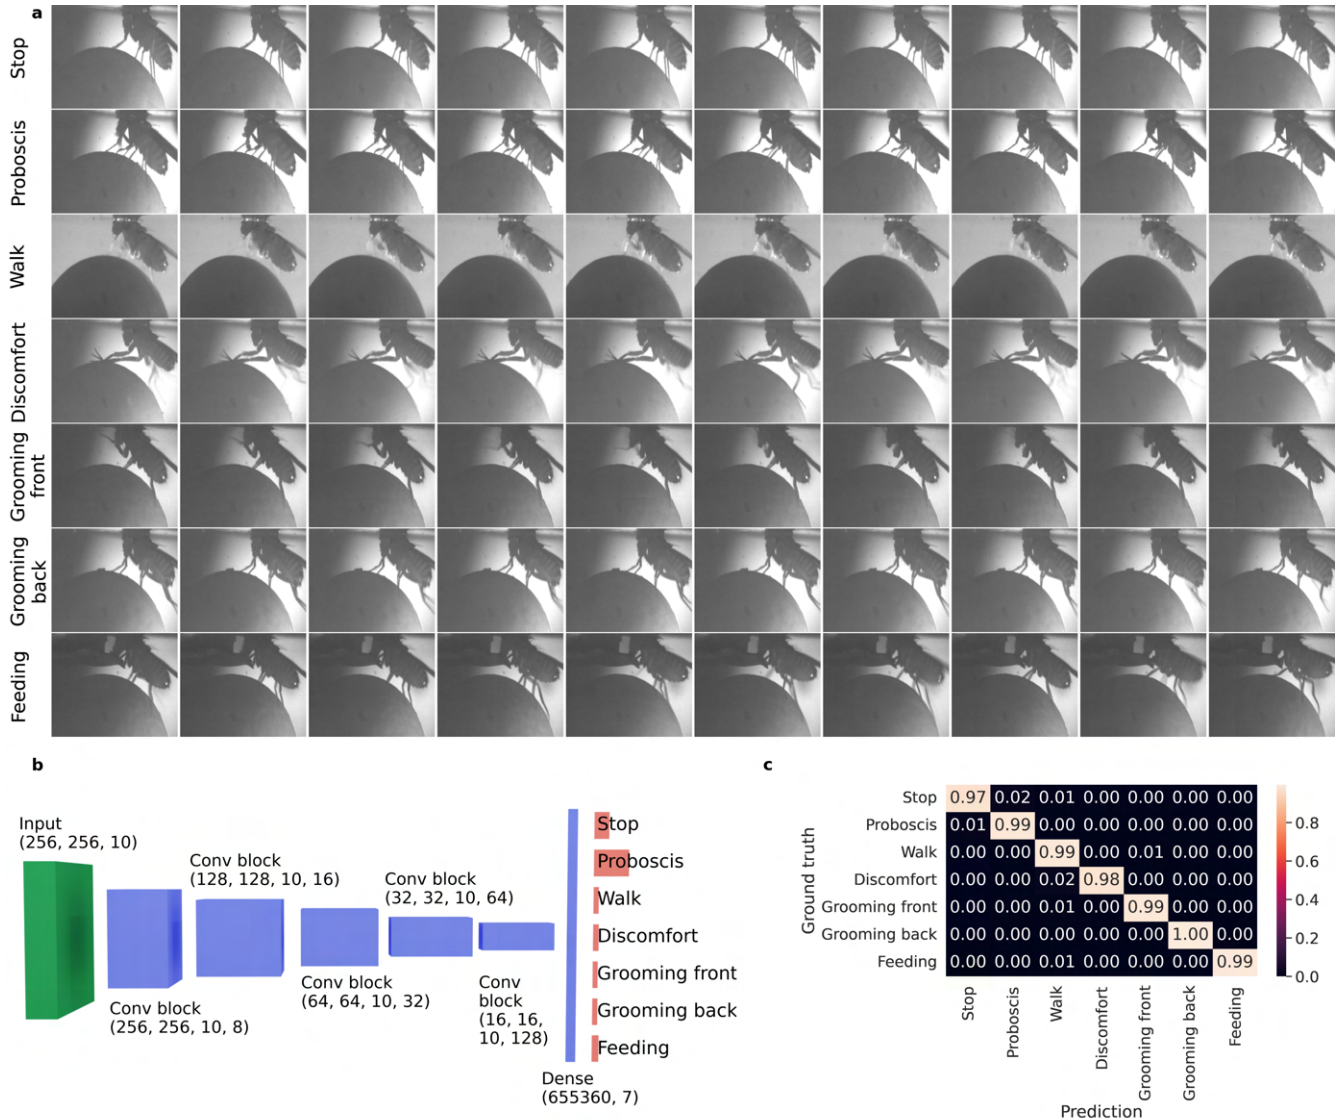 a
Stop
Proboscis
Walk
Discomfort
Grooming
front
Grooming
back
Feeding
b
Input
(256, 256, 10)
Conv block
(256, 256, 10, 8)
Conv block
(128, 128, 10, 16)
Conv block
(64, 64, 10, 32)
Conv block
(32, 32, 10, 64)
Conv
block
(16, 16,
10, 128)
Dense
(655360, 7)
Stop
Proboscis
Walk
Discomfort
Grooming front
Grooming back
Feeding
c
Ground truth
Stop 0.97 0.02 0.01 0.00 0.00 0.00 0.00
Proboscis 0.01 0.99 0.00 0.00 0.00 0.00 0.00
Walk 0.00 0.00 0.99 0.00 0.01 0.00 0.00
Discomfort 0.00 0.00 0.02 0.98 0.00 0.00 0.00
Grooming front 0.00 0.00 0.01 0.00 0.99 0.00 0.00
Grooming back 0.00 0.00 0.00 0.00 0.00 1.00 0.00
Feeding 0.00 0.00 0.01 0.00 0.00 0.00 0.99
Stop
Proboscis
Walk
Discomfort
Grooming front
Grooming back
Feeding
Prediction
0.8
0.6
0.4
0.2
0.0